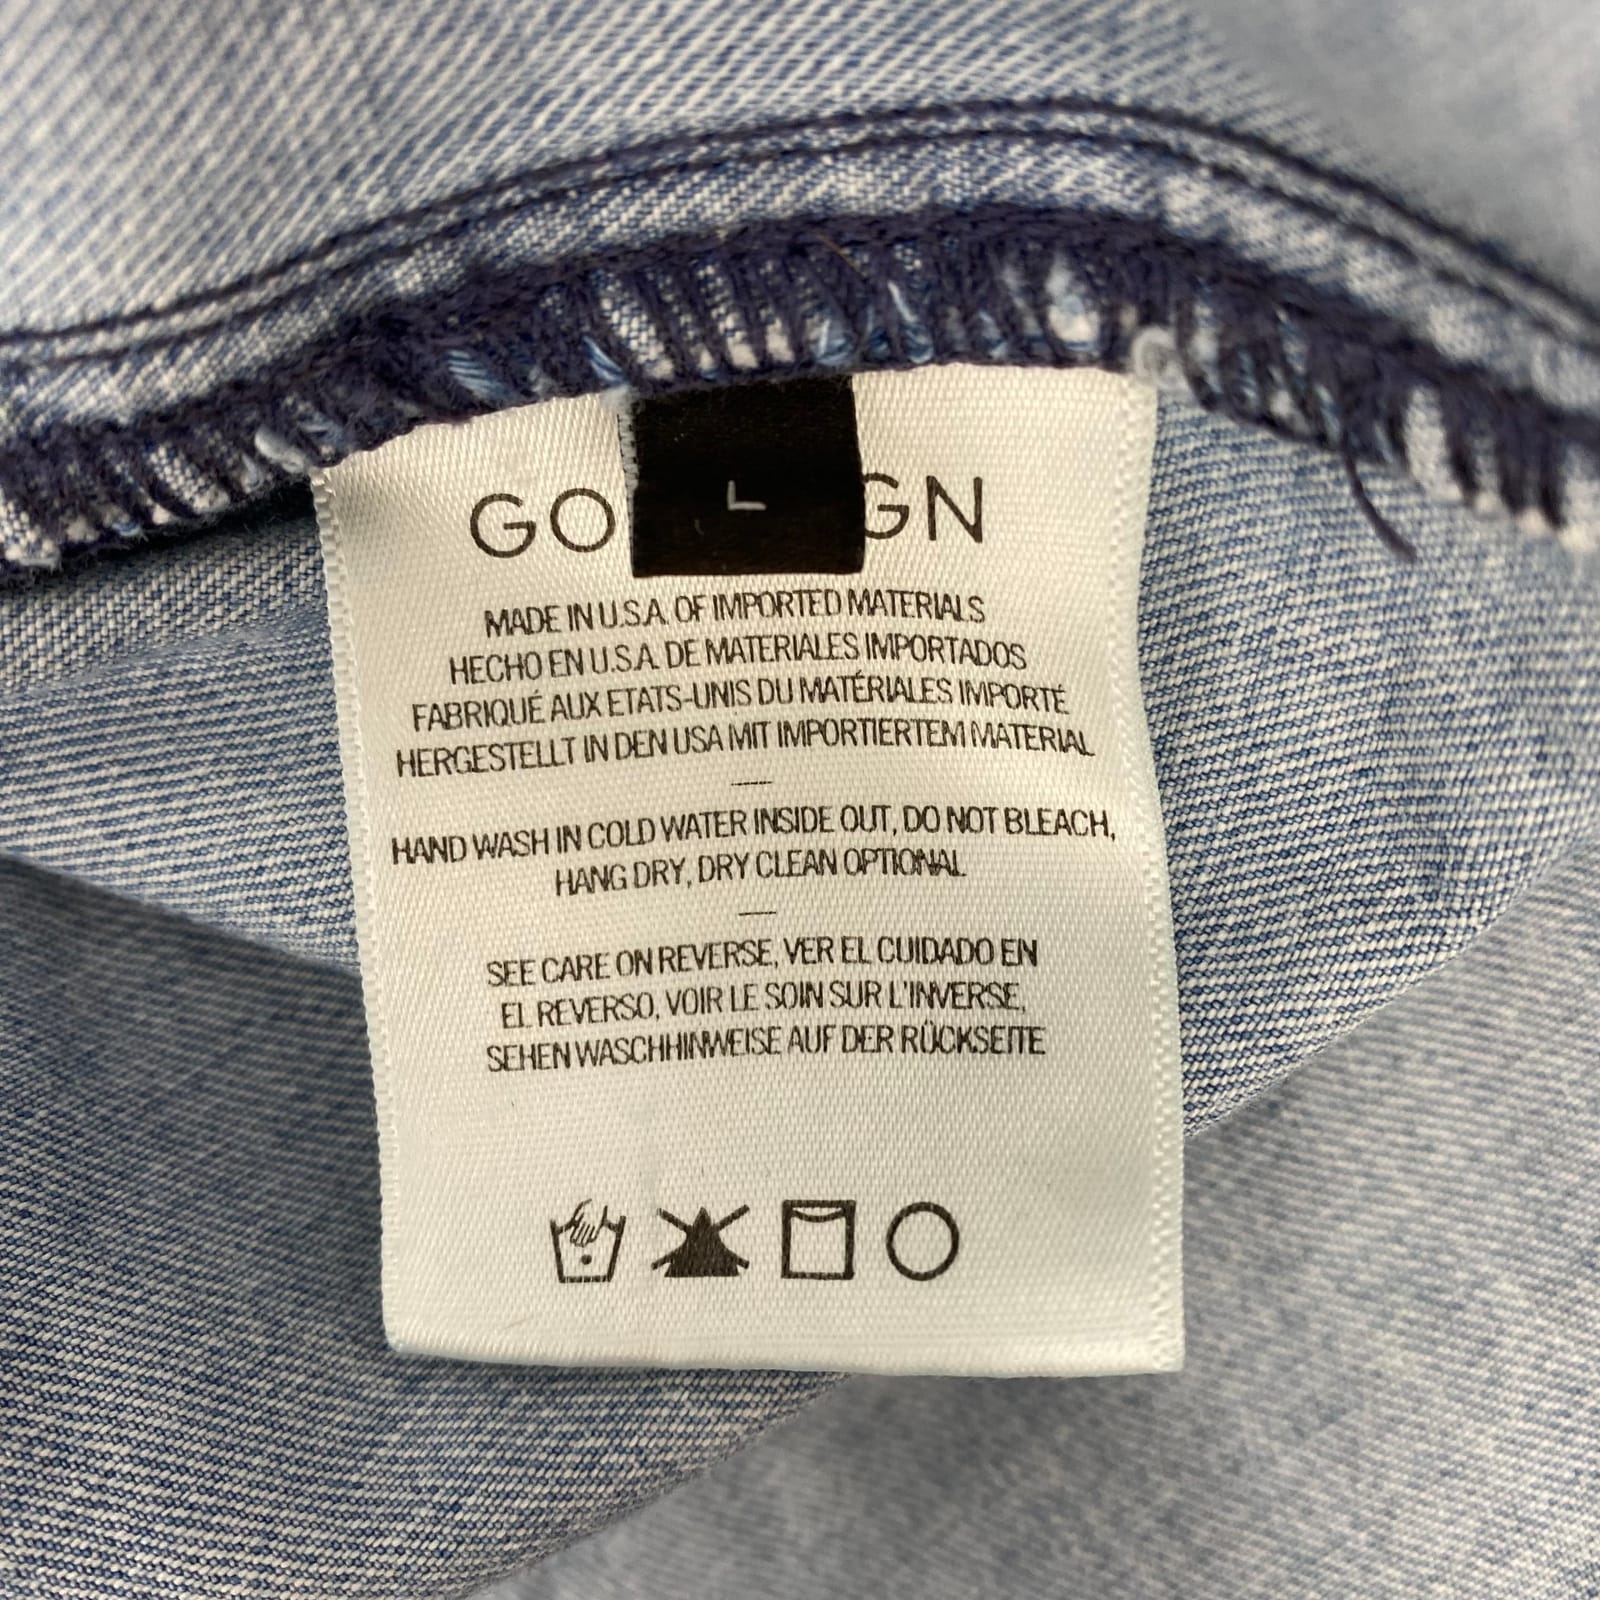 L
MADE IN U.S.A. OF IMPORTED MATERIALS
HECHO EN U.S.A. DE MATERIALES IMPORTADOS
FABRIQUÉ AUX ETATS-UNIS DU MATÉRIALES IMPORTÉ
HERGESTELLT IN DEN USA MIT IMPORTIERTEM MATERIAL
HAND WASH IN COLD WATER INSIDE OUT, DO NOT BLEACH,
HANG DRY, DRY CLEAN OPTIONAL
SEE CARE ON REVERSE, VER EL CUIDADO EN
EL REVERSO, VOIR LE SOIN SUR L'INVERSE,
SEHEN WASCHHINWEISE AUF DER RÜCKSEITE